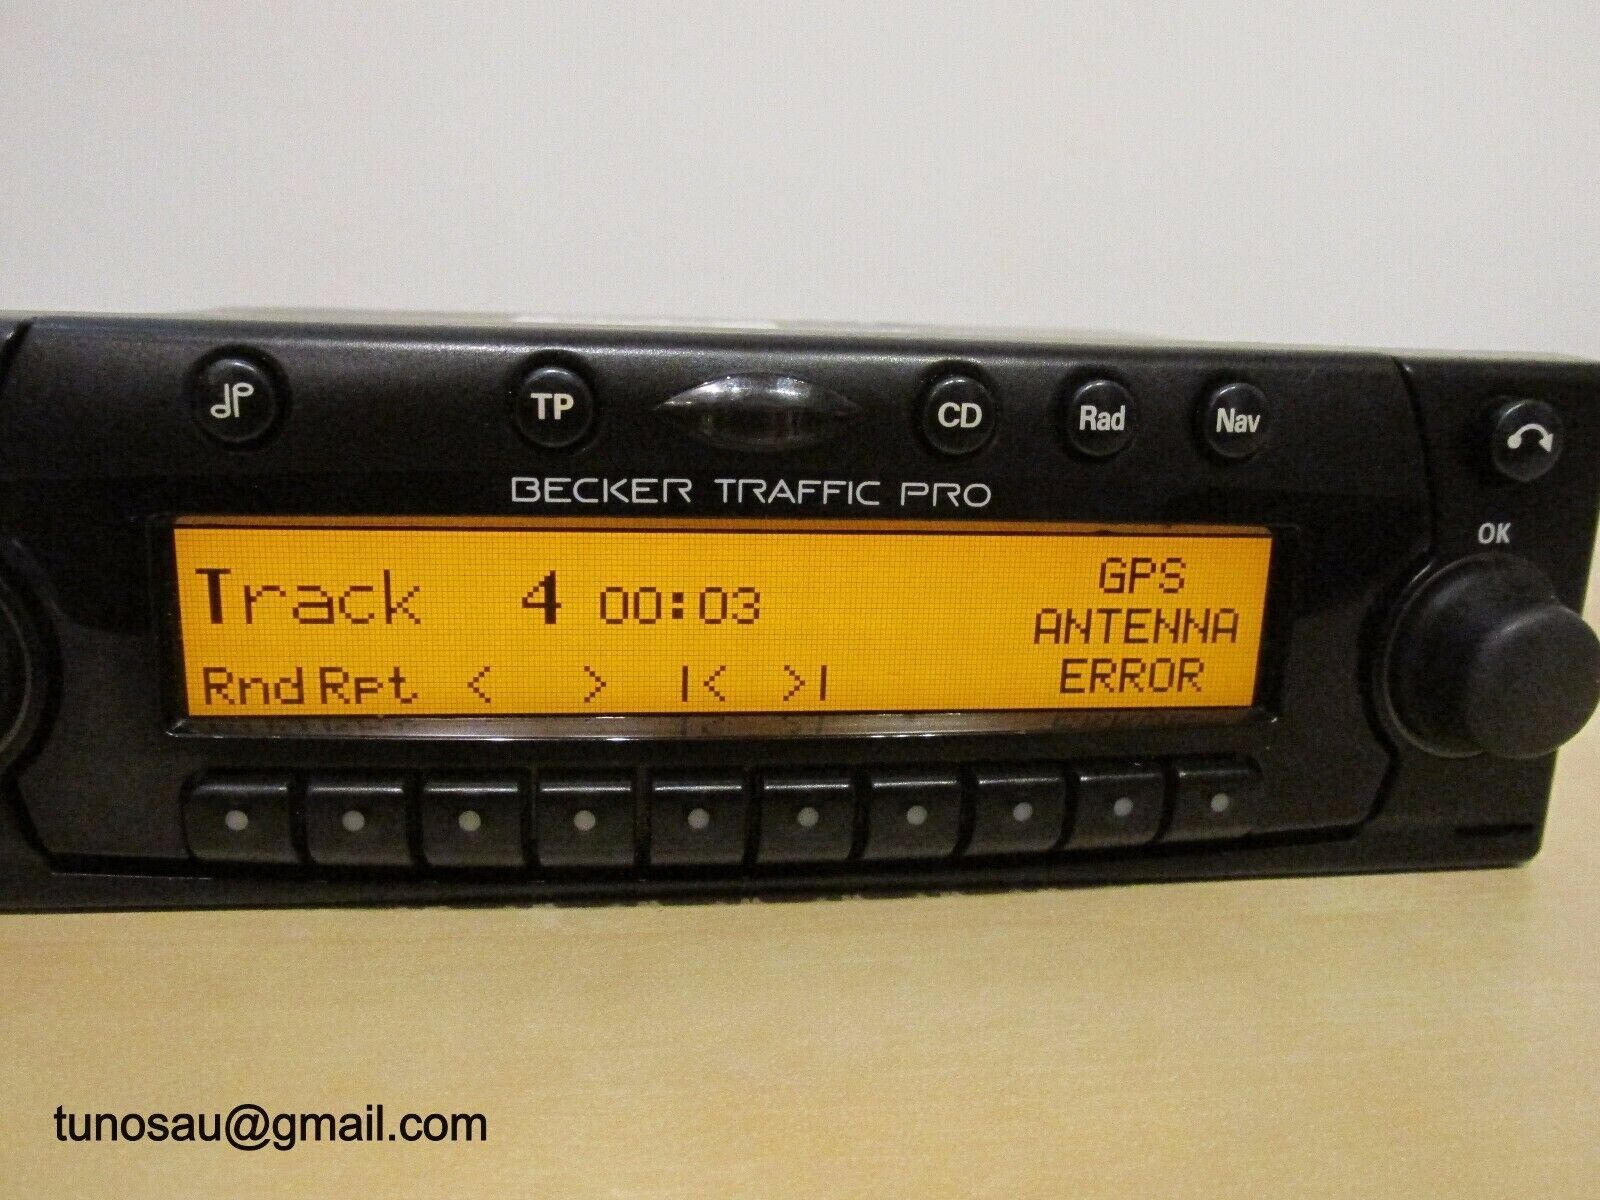 TP
CD
Rad
Nav
BECKER TRAFFIC PRO
OK
Track 4 00:03
GPS
ANTENNA
ERROR
Rnd Rpt < > |< >|
tunosau@gmail.com